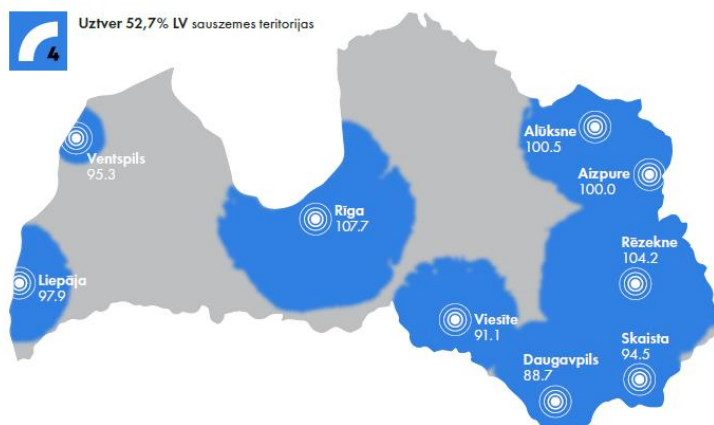 4
Uztver 52,7% LV sauszemes teritorijas
Ventspils
95.3
Liepāja
97.9
Rīga
107.7
Alūksne
100.5
Aizpure
100.0
Rēzekne
104.2
Viesīte
91.1
Skaista
94.5
Daugavpils
88.7